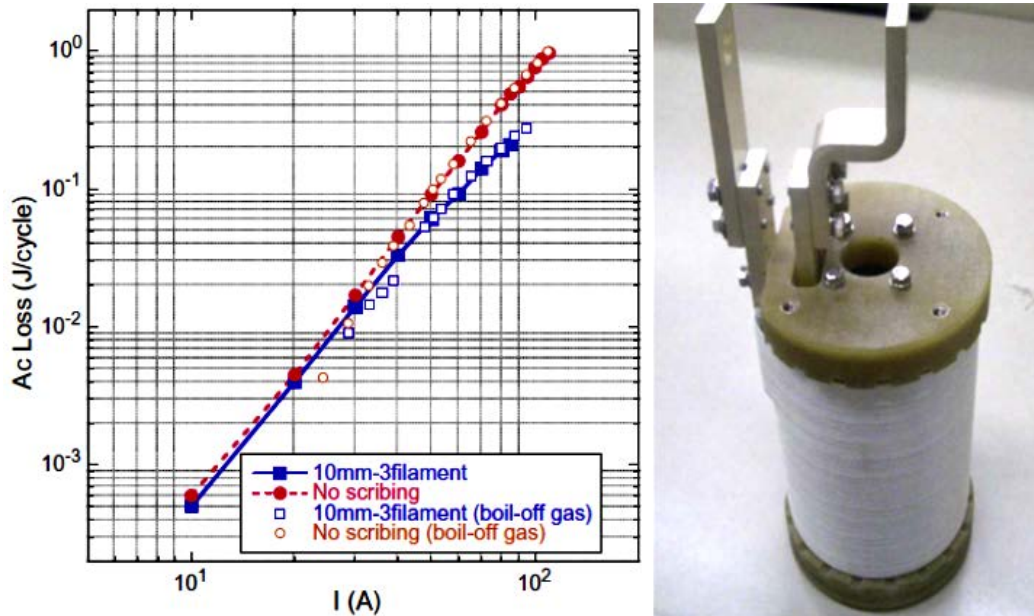 10⁰
10⁻¹
10⁻²
10⁻³
Ac Loss (J/cycle)
10mm-3filament
No scribing
10mm-3filament (boil-off gas)
No scribing (boil-off gas)
10¹
10²
I (A)